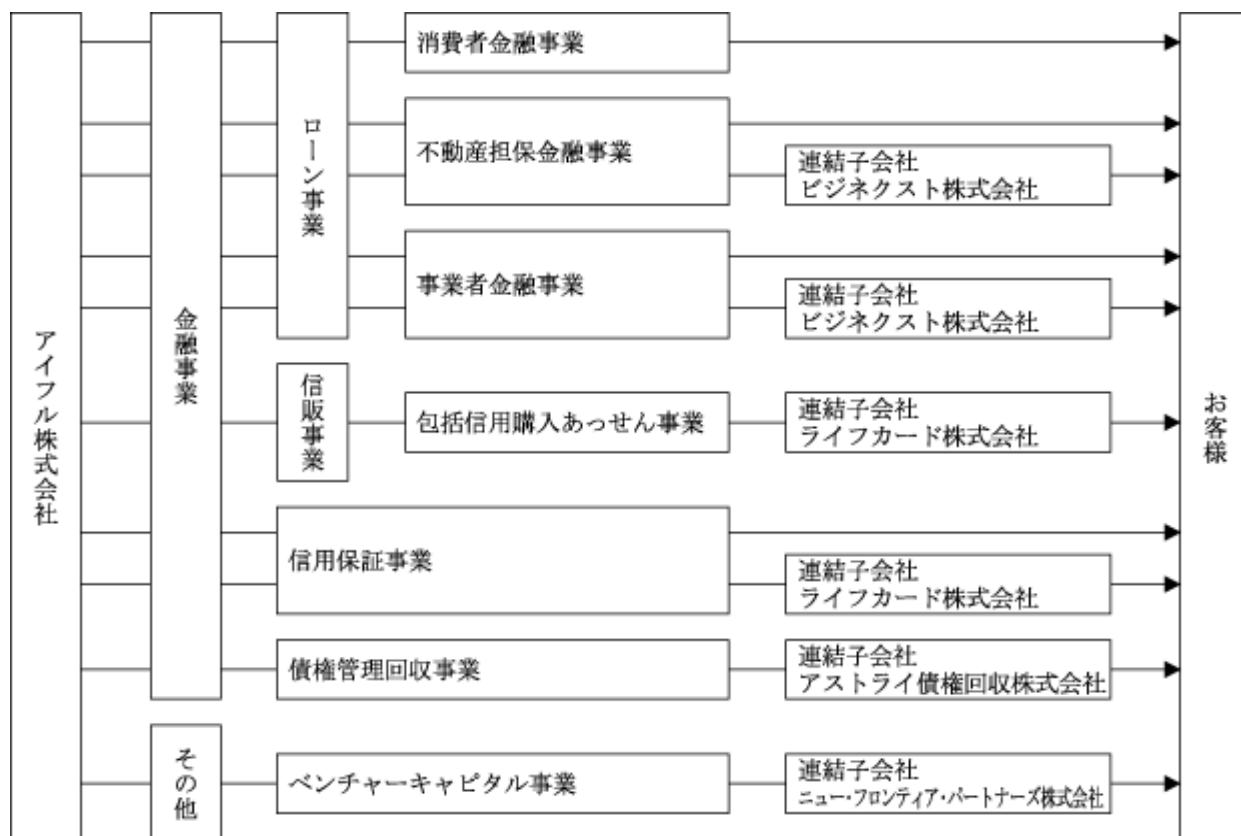 アイフル株式会社
金融事業
ローン事業
消費者金融事業
不動産担保金融事業
連結子会社
ビジネクスト株式会社
事業者金融事業
連結子会社
ビジネクスト株式会社
信販事業
包括信用購入あっせん事業
連結子会社
ライフカード株式会社
信用保証事業
連結子会社
ライフカード株式会社
債権管理回収事業
連結子会社
アストライ債権回収株式会社
その他
ベンチャーキャピタル事業
連結子会社
ニュー・フロンティア・パートナーズ株式会社
お客様